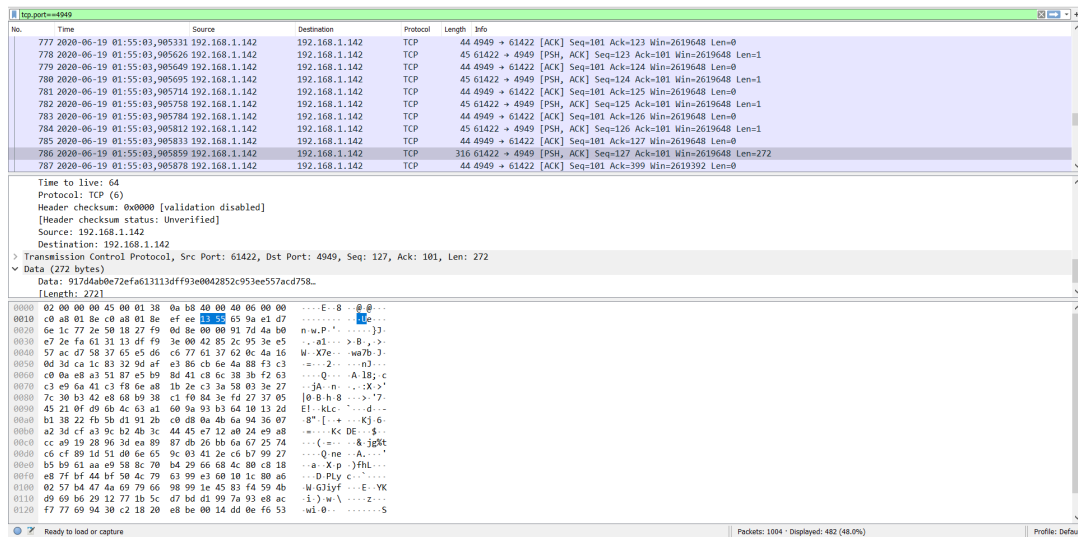 tcp.port==4949
No. Time Source Destination Protocol Length Info
777 2020-06-19 01:55:03,905331 192.168.1.142 192.168.1.142 TCP 44 4949 → 61422 [ACK] Seq=101 Ack=123 Win=2619648 Len=0
778 2020-06-19 01:55:03,905626 192.168.1.142 192.168.1.142 TCP 45 61422 → 4949 [PSH, ACK] Seq=123 Ack=101 Win=2619648 Len=1
779 2020-06-19 01:55:03,905649 192.168.1.142 192.168.1.142 TCP 44 4949 → 61422 [ACK] Seq=101 Ack=124 Win=2619648 Len=0
780 2020-06-19 01:55:03,905695 192.168.1.142 192.168.1.142 TCP 45 61422 → 4949 [PSH, ACK] Seq=124 Ack=101 Win=2619648 Len=1
781 2020-06-19 01:55:03,905714 192.168.1.142 192.168.1.142 TCP 44 4949 → 61422 [ACK] Seq=101 Ack=125 Win=2619648 Len=0
782 2020-06-19 01:55:03,905758 192.168.1.142 192.168.1.142 TCP 45 61422 → 4949 [PSH, ACK] Seq=125 Ack=101 Win=2619648 Len=1
783 2020-06-19 01:55:03,905784 192.168.1.142 192.168.1.142 TCP 44 4949 → 61422 [ACK] Seq=101 Ack=126 Win=2619648 Len=0
784 2020-06-19 01:55:03,905812 192.168.1.142 192.168.1.142 TCP 45 61422 → 4949 [PSH, ACK] Seq=126 Ack=101 Win=2619648 Len=1
785 2020-06-19 01:55:03,905833 192.168.1.142 192.168.1.142 TCP 44 4949 → 61422 [ACK] Seq=101 Ack=127 Win=2619648 Len=0
786 2020-06-19 01:55:03,905859 192.168.1.142 192.168.1.142 TCP 316 61422 → 4949 [PSH, ACK] Seq=127 Ack=101 Win=2619648 Len=272
787 2020-06-19 01:55:03,905878 192.168.1.142 192.168.1.142 TCP 44 4949 → 61422 [ACK] Seq=101 Ack=399 Win=2619392 Len=0
Time to live: 64
Protocol: TCP (6)
Header checksum: 0x0000 [validation disabled]
[Header checksum status: Unverified]
Source: 192.168.1.142
Destination: 192.168.1.142
Transmission Control Protocol, Src Port: 61422, Dst Port: 4949, Seq: 127, Ack: 101, Len: 272
Data (272 bytes)
Data: 917d4ab0e72efa613113dff93e0042852c953ee557acd758…
[Length: 272]
0000 02 00 00 00 45 00 01 38 0a b8 40 00 40 06 00 00
0010 c0 a8 01 8e c0 a8 01 8e ef ee 13 55 65 9a e1 d7
0020 6e 1c 77 2e 50 18 27 f9 0d 8e 00 00 91 7d 4a b0
0030 e7 2e fa 61 31 13 df f9 3e 00 42 85 2c 95 3e e5
0040 57 ac d7 58 37 65 e5 d6 c6 77 61 37 62 0c 4a 16
0050 0d 3d ca 1c 83 32 9d af e3 86 cb 6e 4a 88 f3 c3
0060 c0 0a e8 a3 51 87 e5 b9 8d 41 c8 6c 38 3b f2 63
0070 c3 e9 6a 41 c3 f8 6e a8 1b 2e c3 3a 58 03 3e 27
0080 7c 30 b3 42 e8 68 b9 38 c1 f0 84 3e fd 27 37 05
0090 45 21 0f d9 6b 4c 63 a1 60 9a 93 b3 64 10 13 2d
00a0 b1 38 22 fb 5b d1 91 2b c0 d8 0a 4b 6a 94 36 07
00b0 a2 3d cf a3 9c b2 4b 3c 44 45 e7 12 a0 24 e9 a8
00c0 cc a9 19 28 96 3d ea 89 87 db 26 bb 6a 67 25 74
00d0 c6 cf 89 1d 51 d0 6e 65 9c 03 41 2e c6 b7 99 27
00e0 b5 b9 61 aa e9 58 8c 70 b4 29 66 68 4c 80 c8 18
00f0 e8 7f bf 44 bf 50 4c 79 63 99 e3 60 10 1c 80 a6
0100 02 57 b4 47 4a 69 79 66 98 99 1e 45 83 f4 59 4b
0110 d9 69 b6 29 12 77 1b 5c d7 bd d1 99 7a 93 e8 ac
0120 f7 77 69 94 30 c2 18 20 e8 be 00 14 dd 0e f6 53
Ready to load or capture Packets: 1004 · Displayed: 482 (48.0%) Profile: Defau